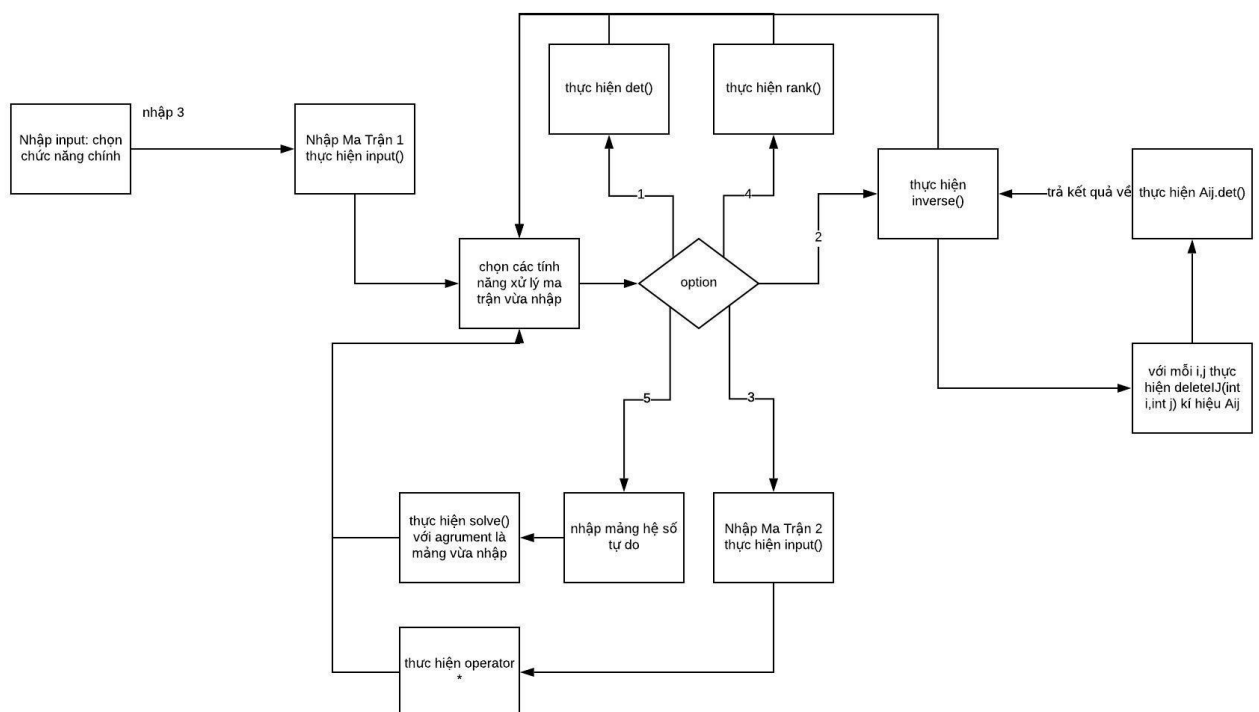 thực hiện det()
thực hiện rank()
Nhập input: chọn
chức năng chính
nhập 3
Nhập Ma Trận 1
thực hiện input()
1
4
2
thực hiện
inverse()
trả kết quả về
thực hiện Aij.det()
chọn các tính
năng xử lý ma
trận vừa nhập
option
với mỗi i,j thực
hiện deleteIJ(int
i,int j) kí hiệu Aij
5
3
thực hiện solve()
với agrument là
mảng vừa nhập
nhập mảng hệ số
tự do
Nhập Ma Trận 2
thực hiện input()
thưc hiện operator
*